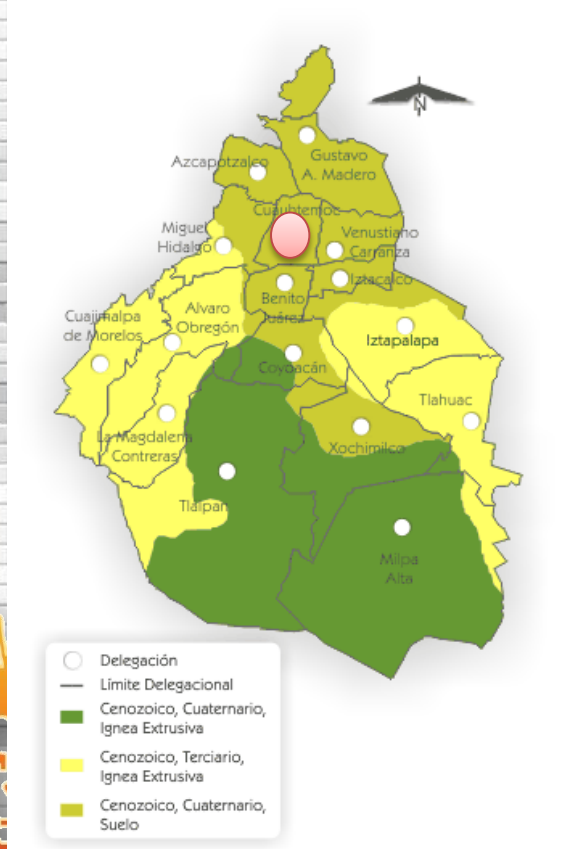 N
Gustavo
A. Madero
Azcapotzalco
Cuauhtemoc
Miguel
Hidalgo
Venustiano
Carranza
Iztacalco
Benito
Juárez
Alvaro
Obregón
Cuajimalpa
de Morelos
Iztapalapa
Coyoacán
Tlahuac
La Magdalena
Contreras
Xochimilco
Tlalpan
Milpa
Alta
Delegación
Límite Delegacional
Cenozoico, Cuaternario,
Ignea Extrusiva
Cenozoico, Terciario,
Ignea Extrusiva
Cenozoico, Cuaternario,
Suelo